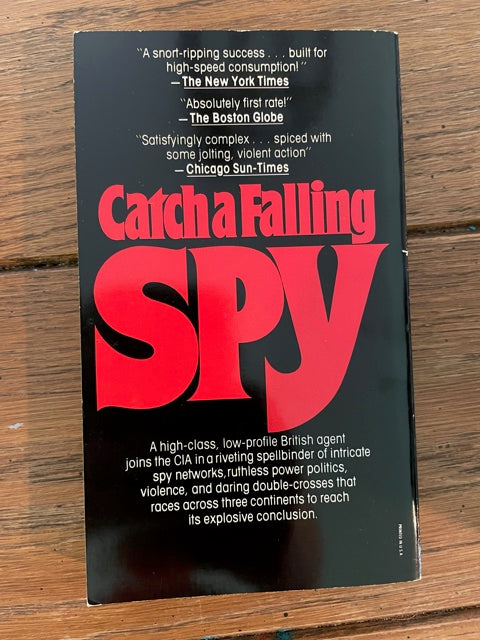 "A snort-ripping success . . . built for
high-speed consumption!"
—The New York Times
"Absolutely first rate!"
—The Boston Globe
"Satisfyingly complex . . . spiced with
some jolting, violent action"
—Chicago Sun-Times
Catch a Falling
SPY
A high-class, low-profile British agent
joins the CIA in a riveting spellbinder of intricate
spy networks, ruthless power politics,
violence, and daring double-crosses that
races across three continents to reach
its explosive conclusion.
PRINTED IN U.S.A.